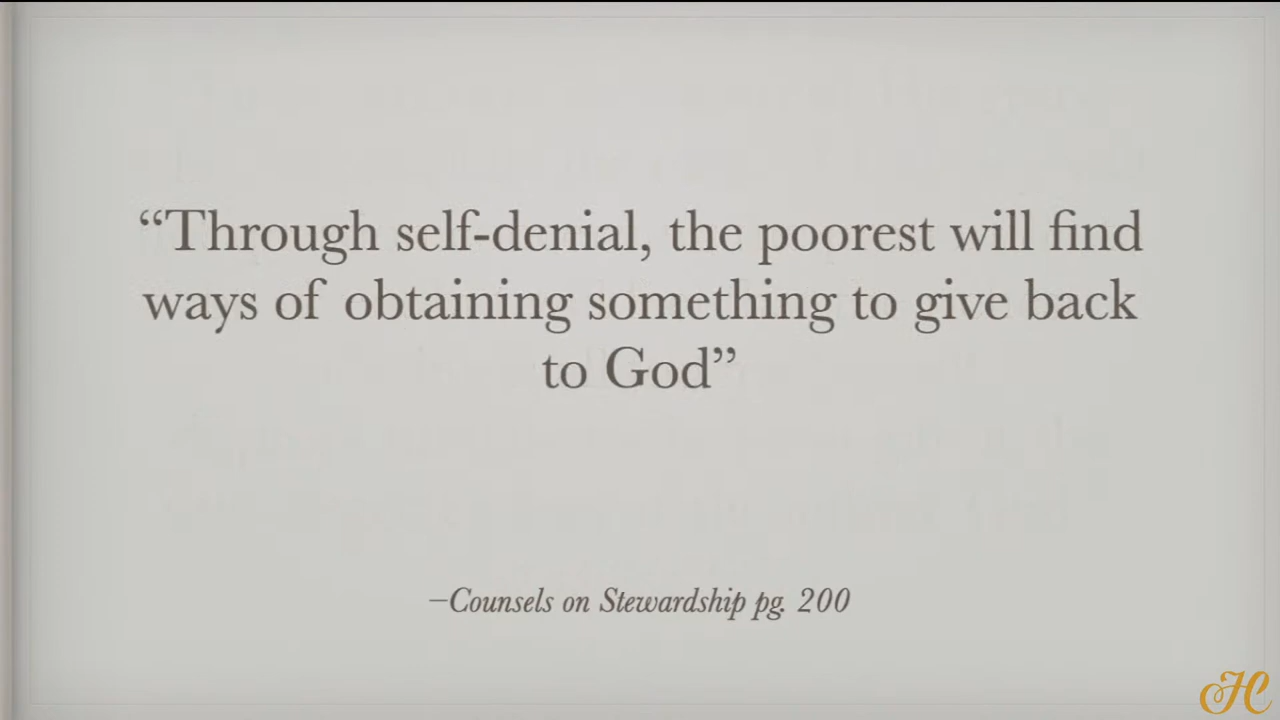 “Through self-denial, the poorest will find
ways of obtaining something to give back
to God”
–Counsels on Stewardship pg. 200
HC